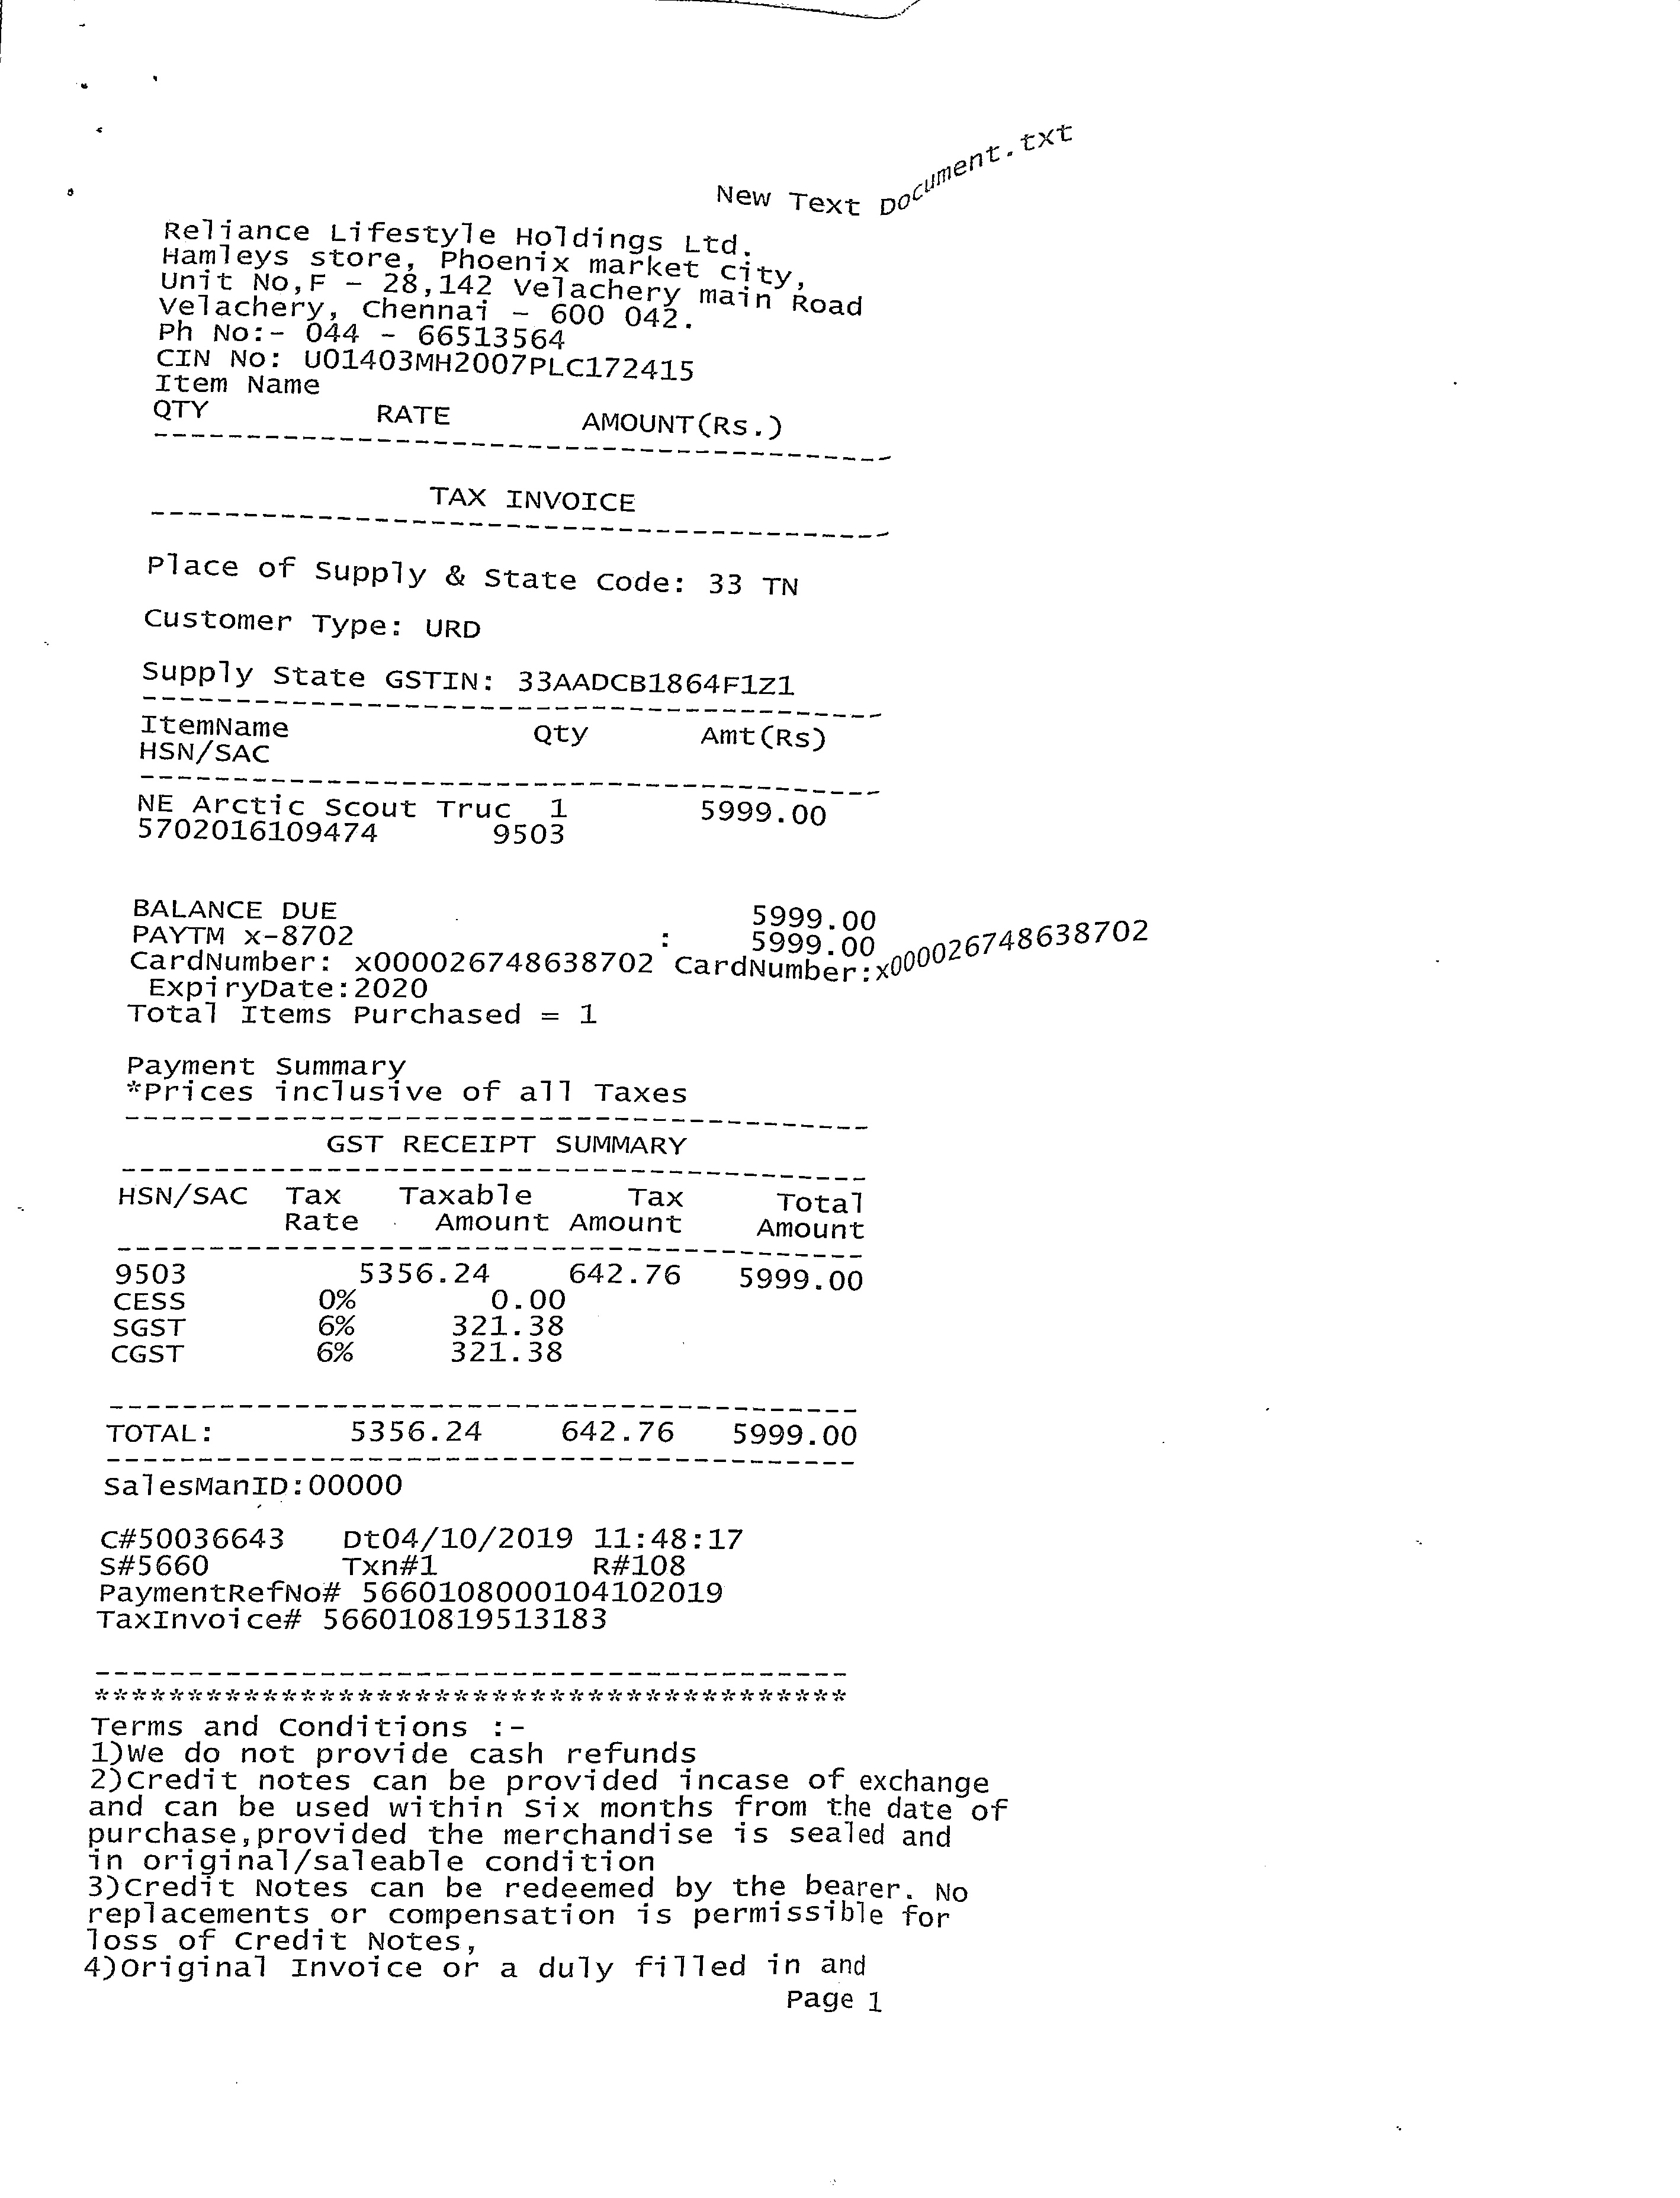 New Text Document.txt
Reliance Lifestyle Holdings Ltd.
Hamleys store, Phoenix market city,
Unit No,F - 28,142 Velachery main Road
Velachery, Chennai - 600 042.
Ph No:- 044 - 66513564
CIN No: U01403MH2007PLC172415
Item Name
QTY RATE AMOUNT(Rs.)
----------------------------------------
TAX INVOICE
----------------------------------------
Place of Supply & State Code: 33 TN
Customer Type: URD
Supply State GSTIN: 33AADCB1864F1Z1
----------------------------------------
ItemName Qty Amt(Rs)
HSN/SAC
----------------------------------------
NE Arctic Scout Truc 1 5999.00
5702016109474 9503
BALANCE DUE 5999.00
PAYTM x-8702 : 5999.00
CardNumber: x000026748638702 CardNumber:x000026748638702
ExpiryDate:2020
Total Items Purchased = 1
Payment Summary
*Prices inclusive of all Taxes
----------------------------------------
GST RECEIPT SUMMARY
----------------------------------------
HSN/SAC Tax Taxable Tax Total
Rate Amount Amount Amount
----------------------------------------
9503 5356.24 642.76 5999.00
CESS 0% 0.00
SGST 6% 321.38
CGST 6% 321.38
----------------------------------------
TOTAL: 5356.24 642.76 5999.00
----------------------------------------
SalesManID:00000
C#50036643 Dt04/10/2019 11:48:17
S#5660 Txn#1 R#108
PaymentRefNo# 5660108000104102019
TaxInvoice# 566010819513183
----------------------------------------
****************************************
Terms and Conditions :-
1)We do not provide cash refunds
2)Credit notes can be provided incase of exchange
and can be used within Six months from the date of
purchase,provided the merchandise is sealed and
in original/saleable condition
3)Credit Notes can be redeemed by the bearer. No
replacements or compensation is permissible for
loss of Credit Notes,
4)Original Invoice or a duly filled in and
Page 1